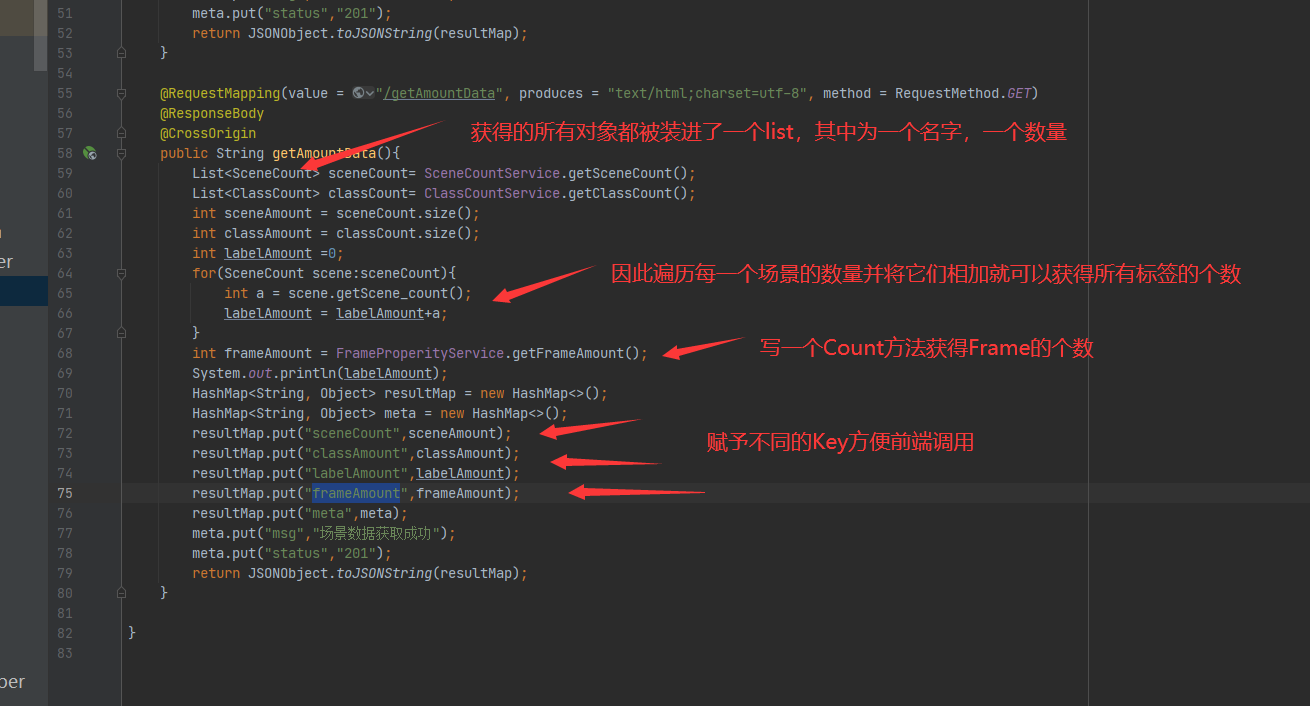 51 meta.put("status","201");
52 return JSONObject.toJSONString(resultMap);
53 }
54
55 @RequestMapping(value = "/getAmountData", produces = "text/html;charset=utf-8", method = RequestMethod.GET)
56 @ResponseBody
57 @CrossOrigin
获得的所有对象都被装进了一个list，其中为一个名字，一个数量
58 public String getAmountData(){
59 List<SceneCount> sceneCount= SceneCountService.getSceneCount();
60 List<ClassCount> classCount= ClassCountService.getClassCount();
61 int sceneAmount = sceneCount.size();
62 int classAmount = classCount.size();
63 int labelAmount =0;
er
64 for(SceneCount scene:sceneCount){
因此遍历每一个场景的数量并将它们相加就可以获得所有标签的个数
65 int a = scene.getScene_count();
66 labelAmount = labelAmount+a;
67 }
68 int frameAmount = FrameProperityService.getFrameAmount();
写一个Count方法获得Frame的个数
69 System.out.println(labelAmount);
70 HashMap<String, Object> resultMap = new HashMap<>();
71 HashMap<String, Object> meta = new HashMap<>();
72 resultMap.put("sceneCount",sceneAmount);
赋予不同的Key方便前端调用
73 resultMap.put("classAmount",classAmount);
74 resultMap.put("labelAmount",labelAmount);
75 resultMap.put("frameAmount",frameAmount);
76 resultMap.put("meta",meta);
77 meta.put("msg","场景数据获取成功");
78 meta.put("status","201");
79 return JSONObject.toJSONString(resultMap);
80 }
81
82 }
83
per